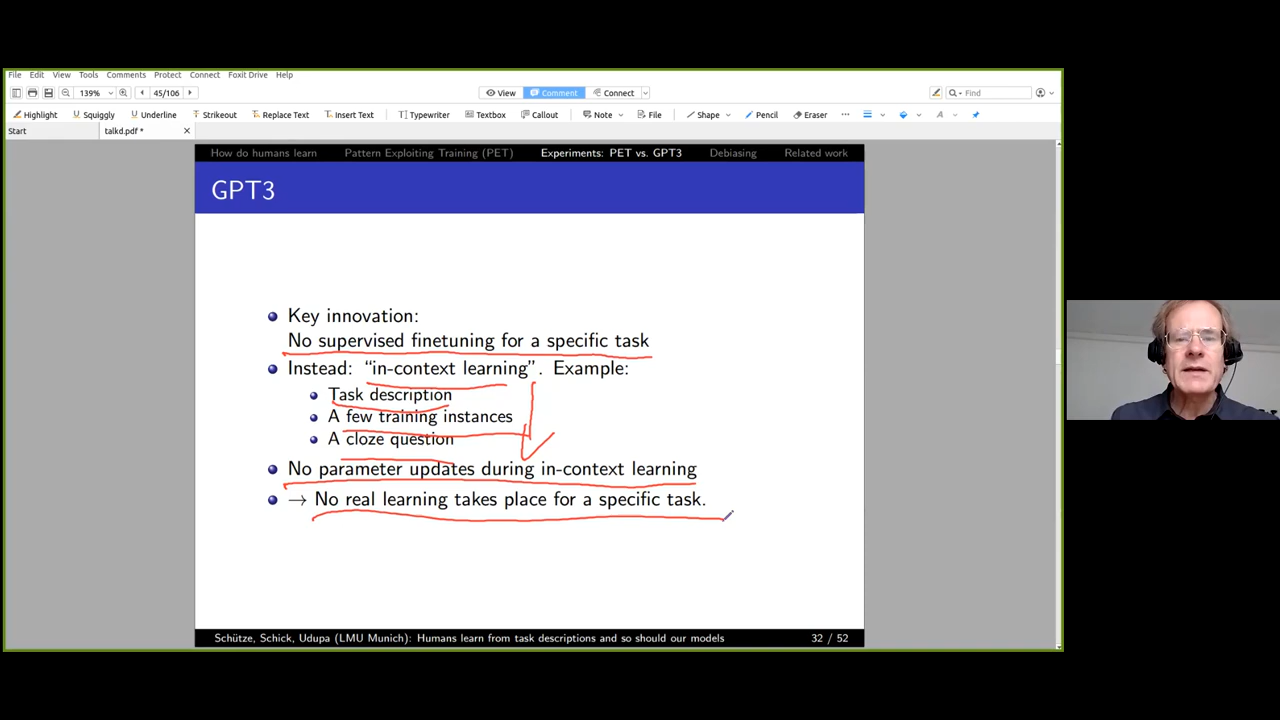 File Edit View Tools Comments Protect Connect Foxit Drive Help
139% 45/106 View Comment Connect Find
Highlight Squiggly Underline Strikeout Replace Text Insert Text Typewriter Textbox Callout Note File Shape Pencil Eraser
Start talkd.pdf *
How do humans learn Pattern Exploiting Training (PET) Experiments: PET vs. GPT3 Debiasing Related work
GPT3
Key innovation:
No supervised finetuning for a specific task
Instead: “in-context learning”. Example:
Task description
A few training instances
A cloze question
No parameter updates during in-context learning
→ No real learning takes place for a specific task.
Schütze, Schick, Udupa (LMU Munich): Humans learn from task descriptions and so should our models 32 / 52